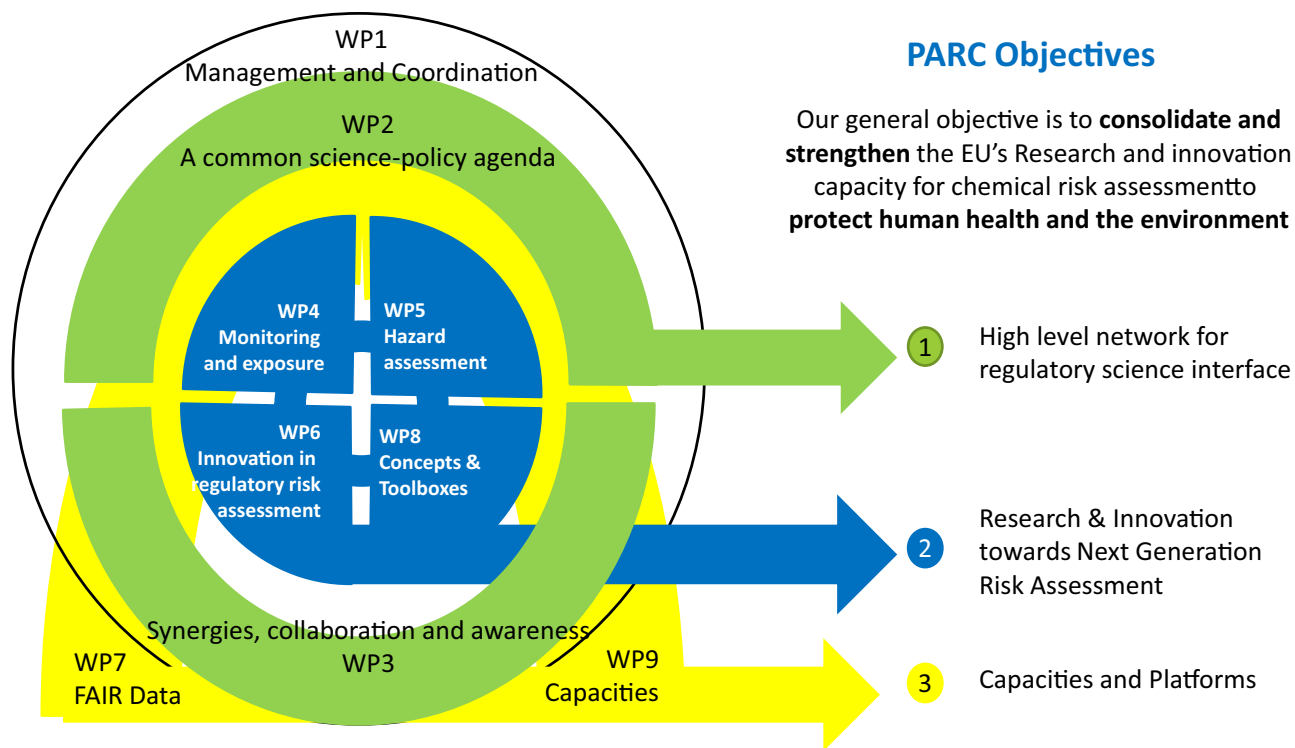 WP1
Management and Coordination
WP2
A common science-policy agenda
WP4
Monitoring
and exposure
WP5
Hazard
assessment
WP6
Innovation in
regulatory risk
assessment
WP8
Concepts &
Toolboxes
Synergies, collaboration and awareness
WP3
WP7
FAIR Data
WP9
Capacities
PARC Objectives
Our general objective is to consolidate and
strengthen the EU’s Research and innovation
capacity for chemical risk assessmentto
protect human health and the environment
1
High level network for
regulatory science interface
2
Research & Innovation
towards Next Generation
Risk Assessment
3
Capacities and Platforms